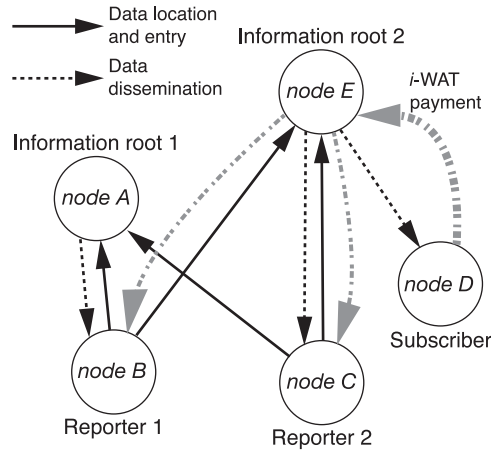 Data location
and entry
Data
dissemination
Information root 2
node E
i-WAT
payment
Information root 1
node A
node D
Subscriber
node B
Reporter 1
node C
Reporter 2